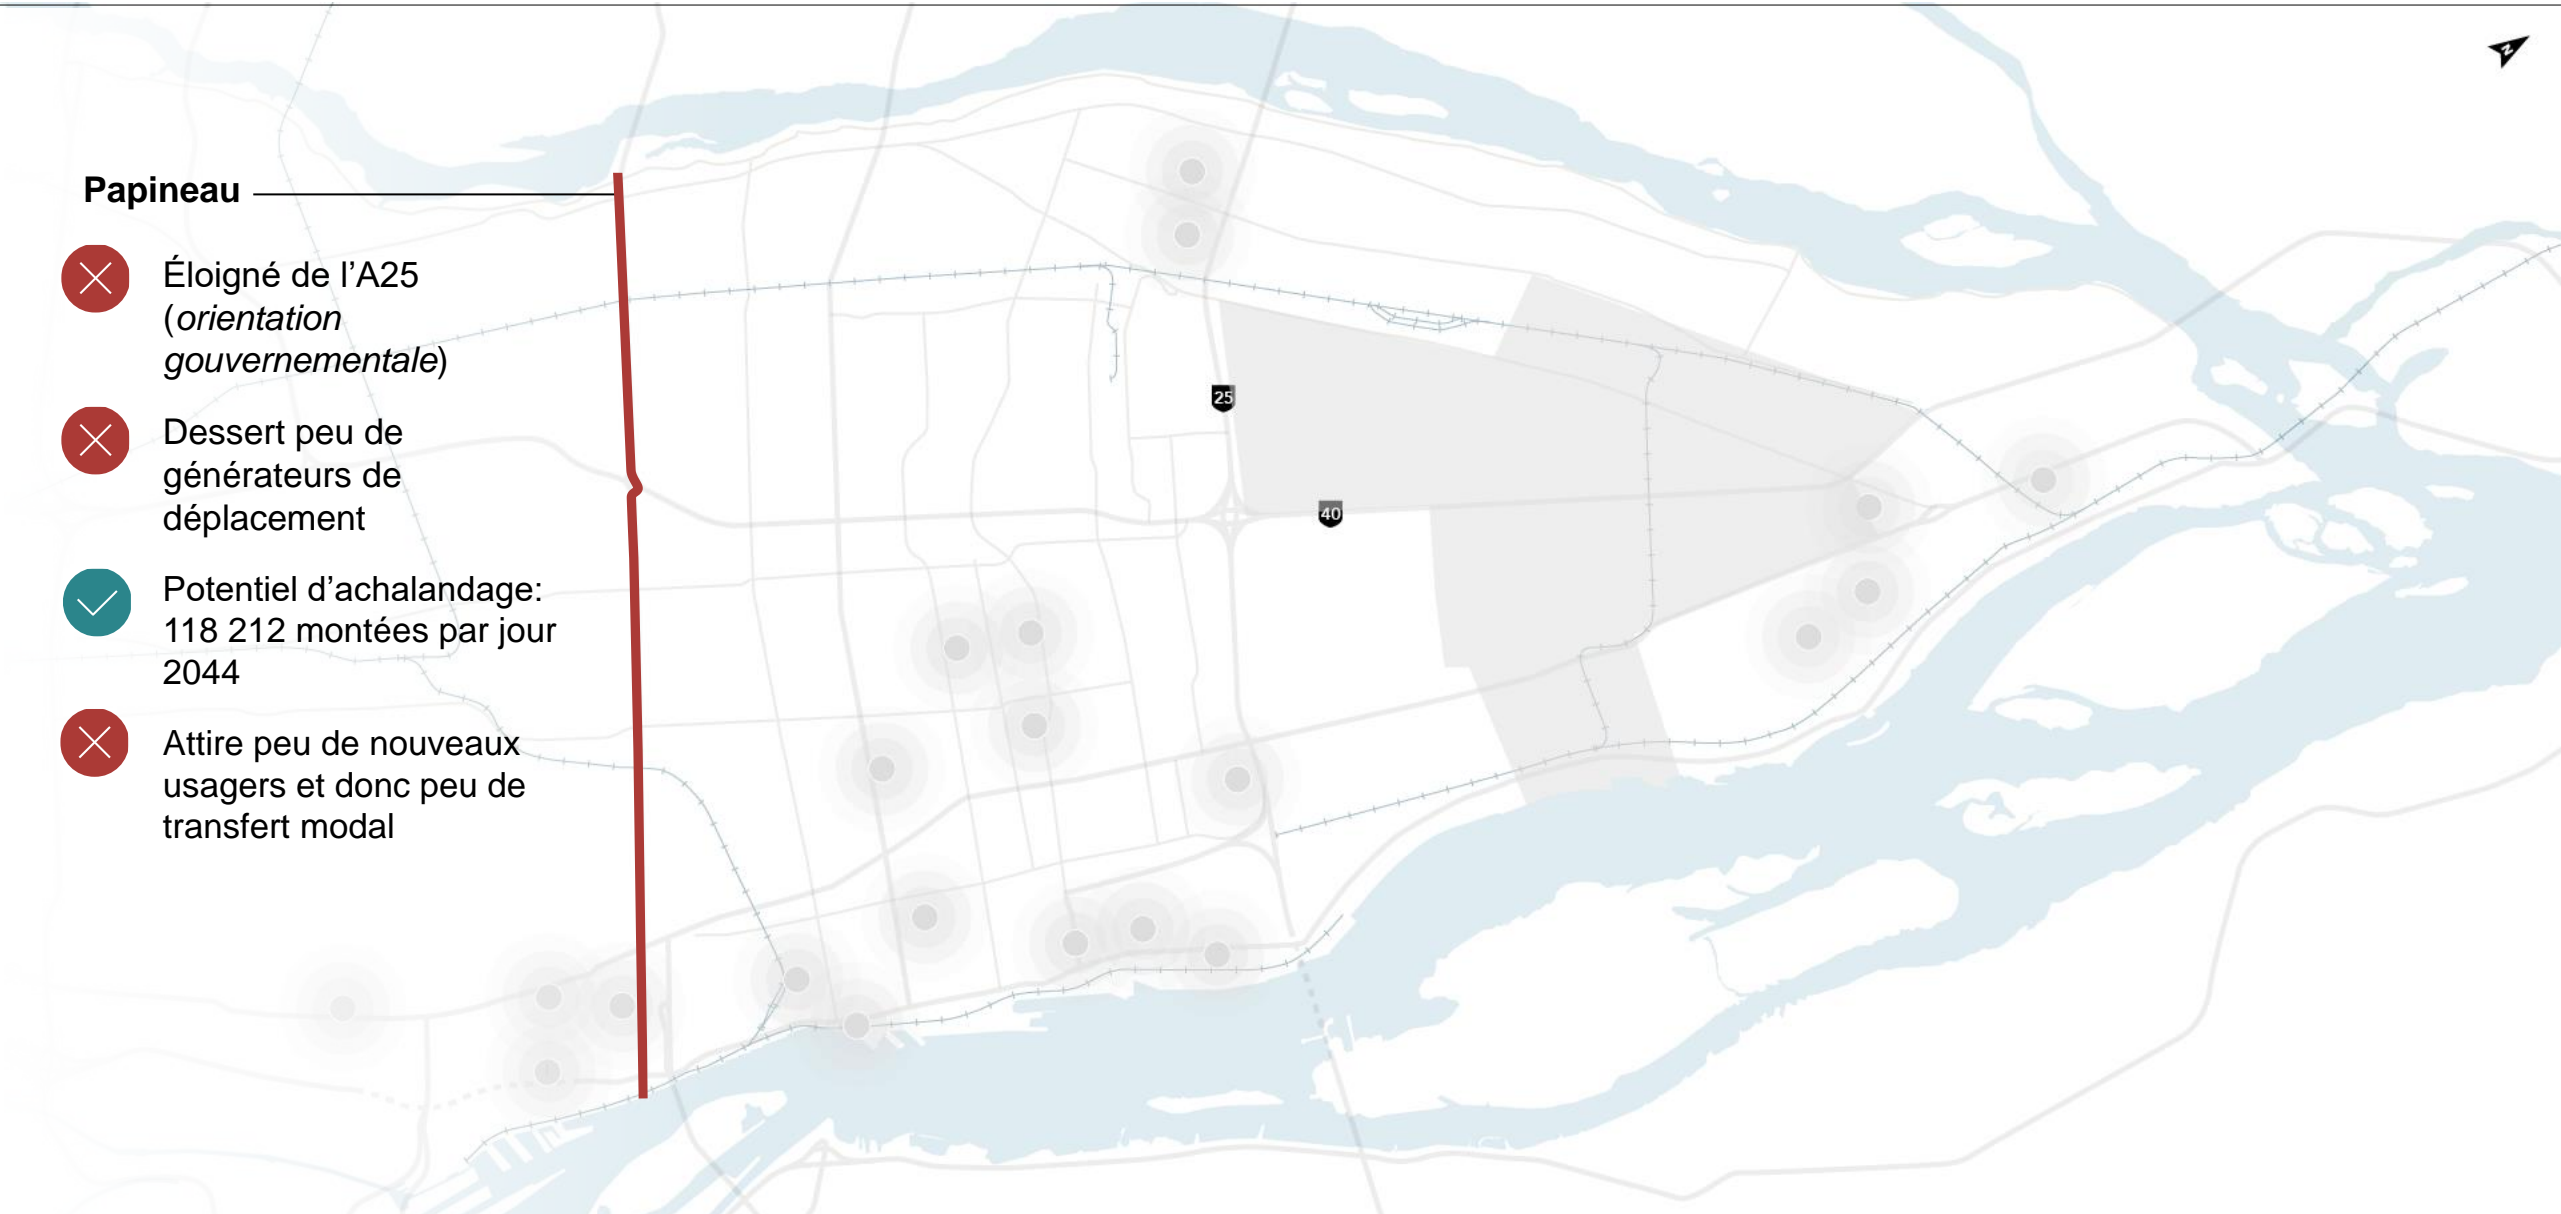 Papineau
Éloigné de l’A25
(orientation
gouvernementale)
Dessert peu de
générateurs de
déplacement
Potentiel d’achalandage:
118 212 montées par jour
2044
Attire peu de nouveaux
usagers et donc peu de
transfert modal
25
40
N